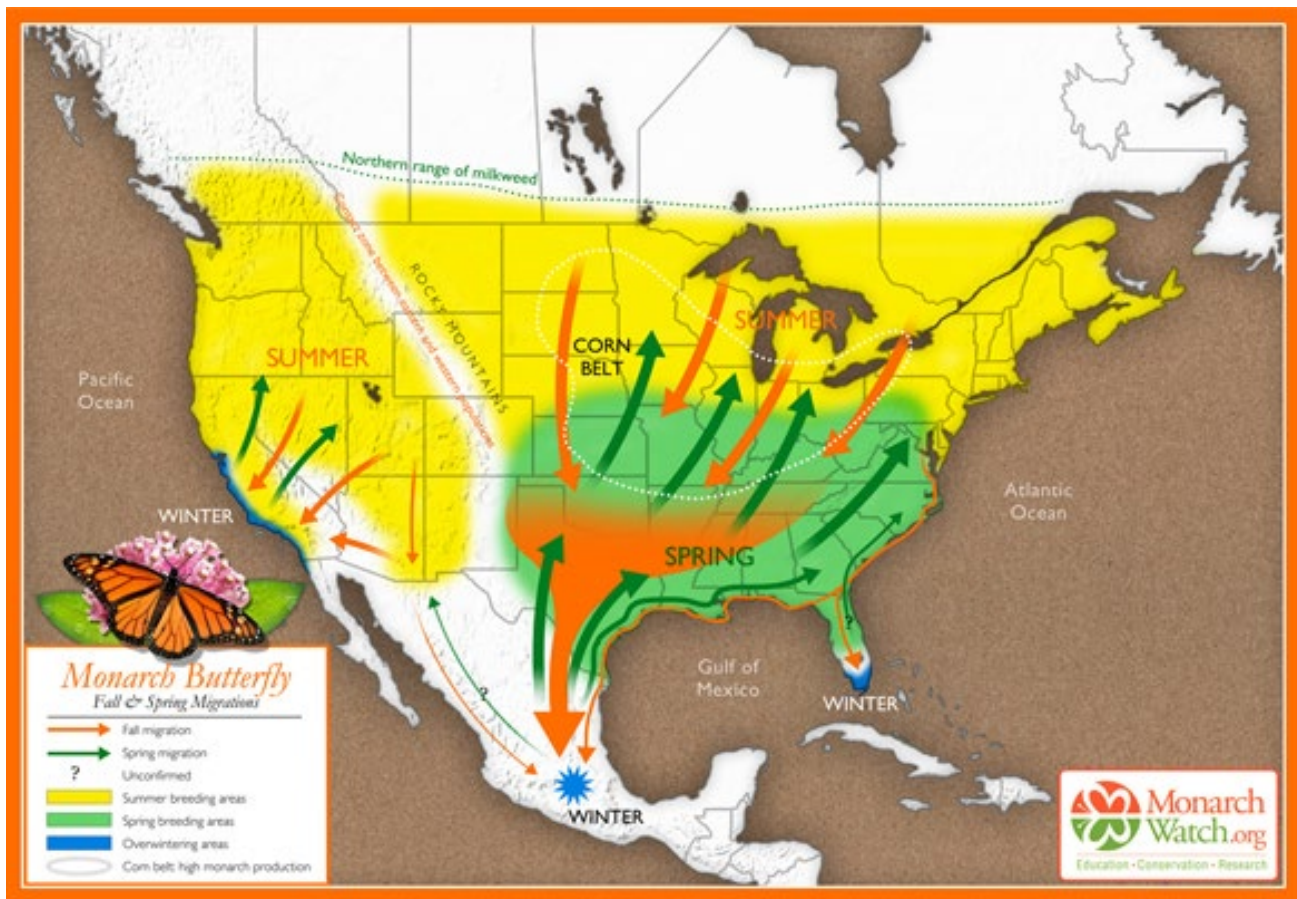 Northern range of milkweed
ROCKY MOUNTAINS
SUMMER
CORN
BELT
SUMMER
Pacific
Ocean
WINTER
SPRING
Atlantic
Ocean
?
?
Gulf of
Mexico
WINTER
WINTER
Monarch Butterfly
Fall & Spring Migrations
Fall migration
Spring migration
? Unconfirmed
Summer breeding areas
Spring breeding areas
Overwintering areas
Corn belt: high monarch production
Monarch
Watch.org
Education • Conservation • Research